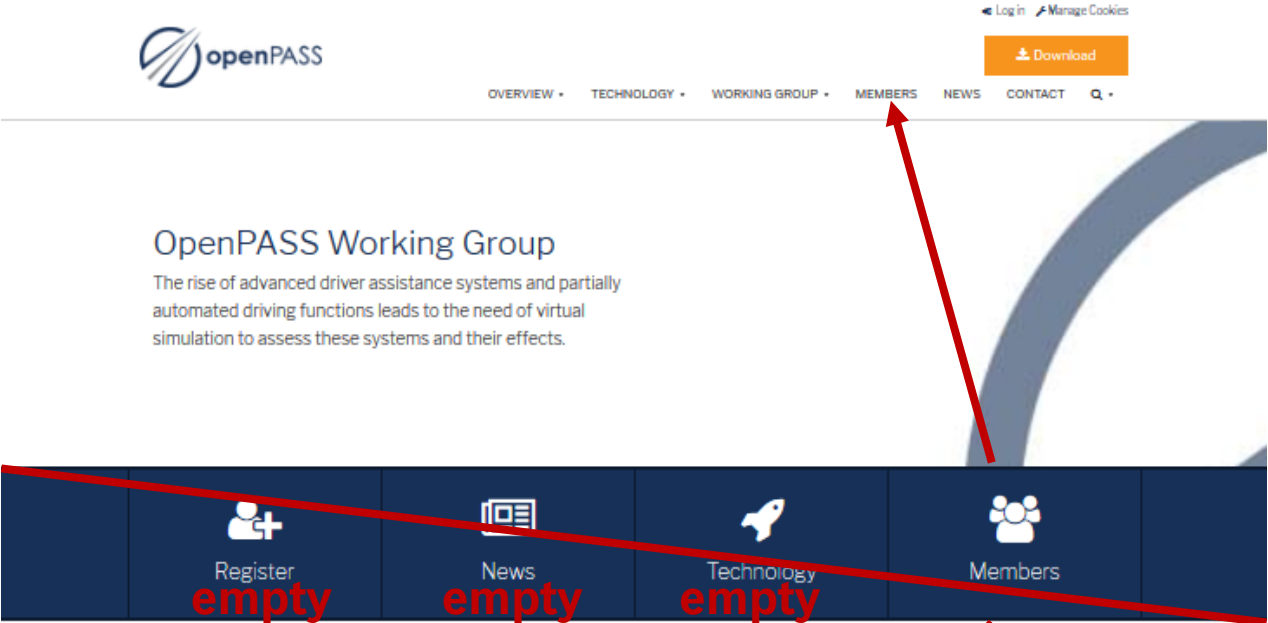 Log in Manage Cookies
openPASS
Download
OVERVIEW TECHNOLOGY WORKING GROUP MEMBERS NEWS CONTACT
OpenPASS Working Group
The rise of advanced driver assistance systems and partially
automated driving functions leads to the need of virtual
simulation to assess these systems and their effects.
Register News Technology Members
empty empty empty